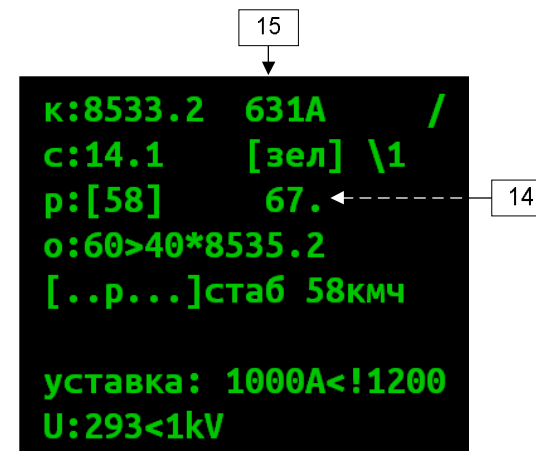 15
к:8533.2 631А /
с:14.1 [зел] \1
р:[58] 67.
14
о:60>40*8535.2
[..р...]стаб 58кмч
уставка: 1000А<!1200
U:293<1kV